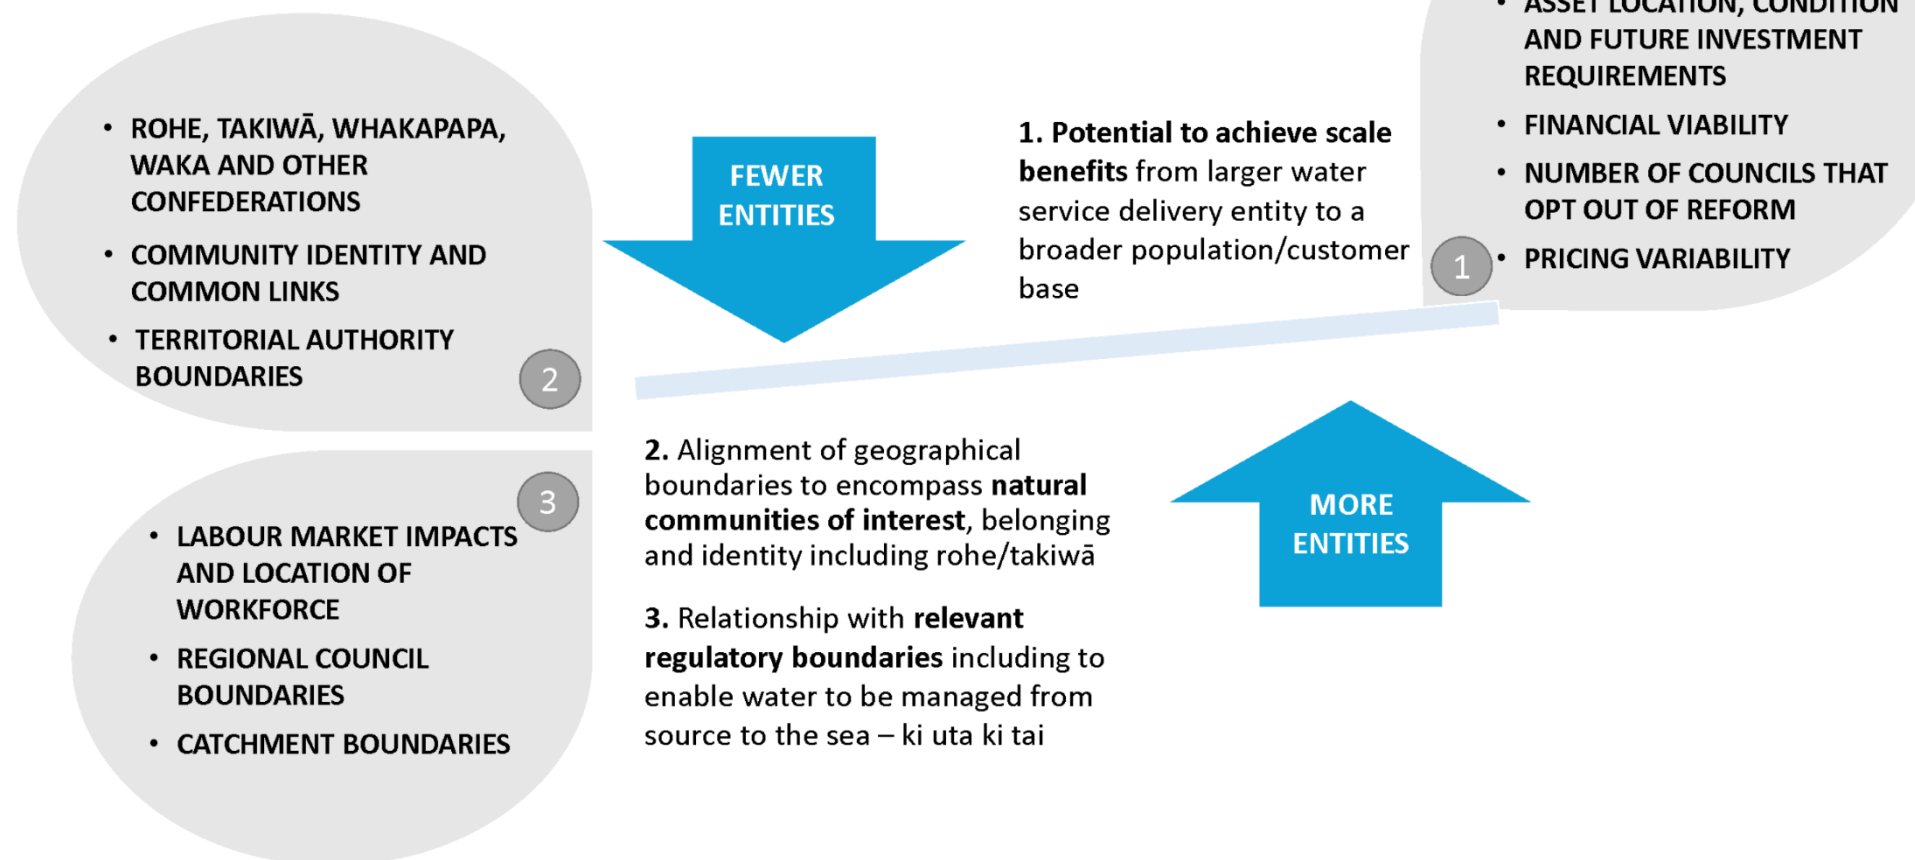 • ROHE, TAKIWĀ, WHAKAPAPA,
WAKA AND OTHER
CONFEDERATIONS
• COMMUNITY IDENTITY AND
COMMON LINKS
• TERRITORIAL AUTHORITY
BOUNDARIES
2
3
• LABOUR MARKET IMPACTS
AND LOCATION OF
WORKFORCE
• REGIONAL COUNCIL
BOUNDARIES
• CATCHMENT BOUNDARIES
FEWER
ENTITIES
1. Potential to achieve scale
benefits from larger water
service delivery entity to a
broader population/customer
base
2. Alignment of geographical
boundaries to encompass natural
communities of interest, belonging
and identity including rohe/takiwā
3. Relationship with relevant
regulatory boundaries including to
enable water to be managed from
source to the sea – ki uta ki tai
MORE
ENTITIES
• ASSET LOCATION, CONDITION
AND FUTURE INVESTMENT
REQUIREMENTS
• FINANCIAL VIABILITY
• NUMBER OF COUNCILS THAT
OPT OUT OF REFORM
• PRICING VARIABILITY
1